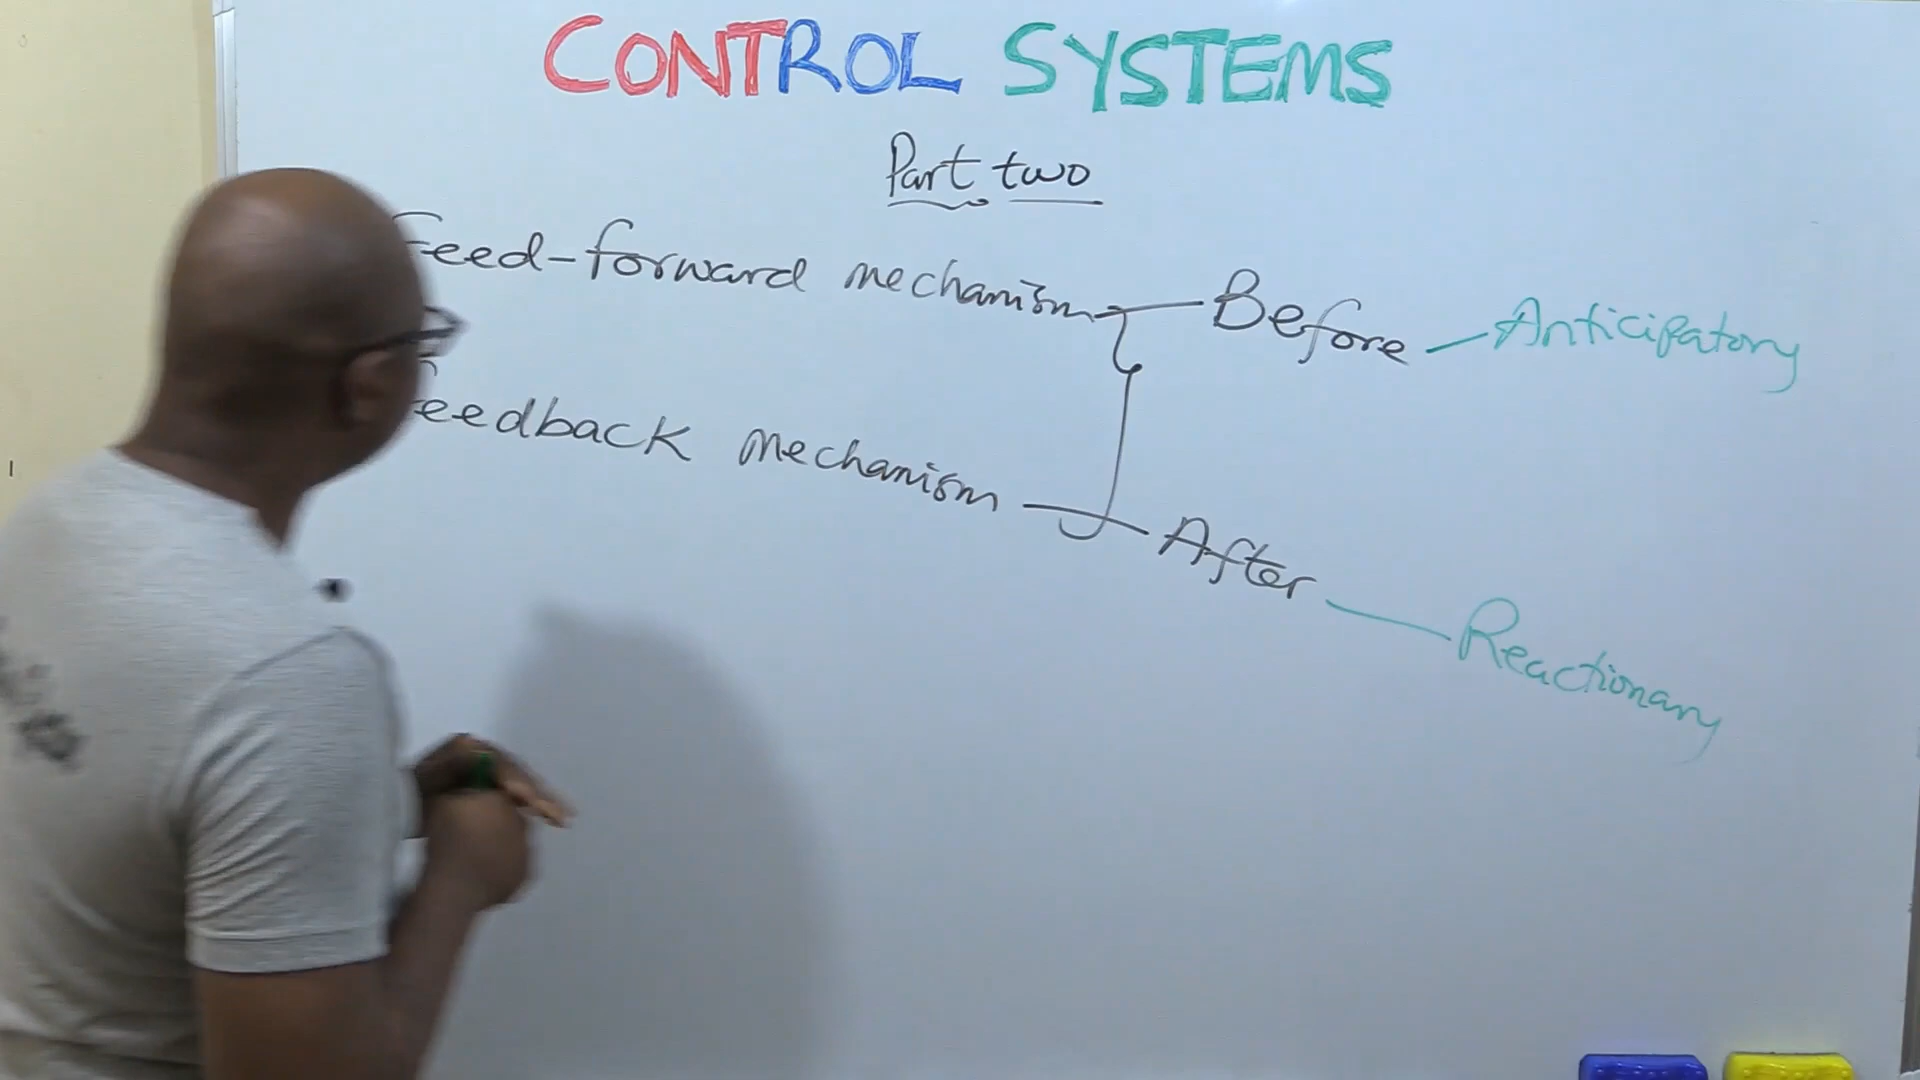 CONTROL SYSTEMS
Part two
Feed-forward mechanism — Before — Anticipatory
Feedback mechanism — After — Reactionary